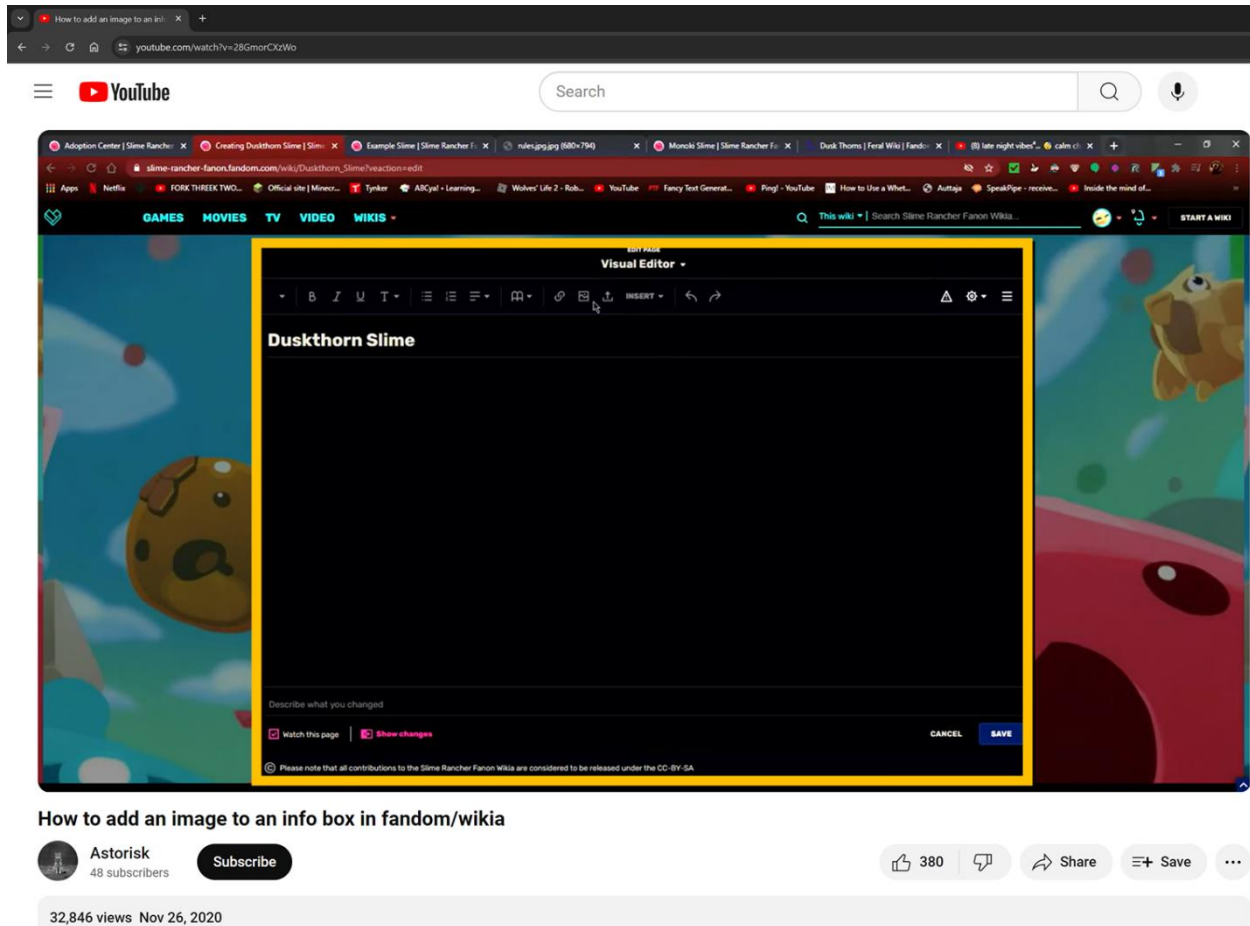 How to add an image to an inf
youtube.com/watch?v=28GmorCXzWo
YouTube
Search
Adoption Center | Slime Rancher
Creating Duskthorn Slime | Slime
Example Slime | Slime Rancher F
rules.jpg.jpg (680×794)
Monoki Slime | Slime Rancher Fa
Dusk Thorns | Feral Wiki | Fandom
(8) late night vibes
calm ch
slime-rancher-fanon.fandom.com/wiki/Duskthorn_Slime?veaction=edit
Apps
Netflix
FORK THREEK TWO...
Official site | Minecr...
Tynker
ABCya! • Learning...
Wolves' Life 2 - Rob...
YouTube
Fancy Text Generat...
Ping! - YouTube
How to Use a Whet...
Auttaja
SpeakPipe - receive...
Inside the mind of...
GAMES MOVIES TV VIDEO WIKIS
This wiki
Search Slime Rancher Fanon Wikia...
START A WIKI
EDIT PAGE
Visual Editor
B I U T INSERT
Duskthorn Slime
Describe what you changed
Watch this page
Show changes
CANCEL
SAVE
Please note that all contributions to the Slime Rancher Fanon Wikia are considered to be released under the CC-BY-SA
How to add an image to an info box in fandom/wikia
Astorisk
48 subscribers
Subscribe
380
Share
Save
32,846 views Nov 26, 2020